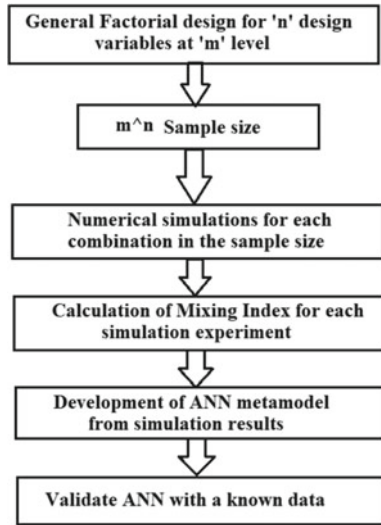 General Factorial design for 'n' design
variables at 'm' level
m^n Sample size
Numerical simulations for each
combination in the sample size
Calculation of Mixing Index for each
simulation experiment
Development of ANN metamodel
from simulation results
Validate ANN with a known data